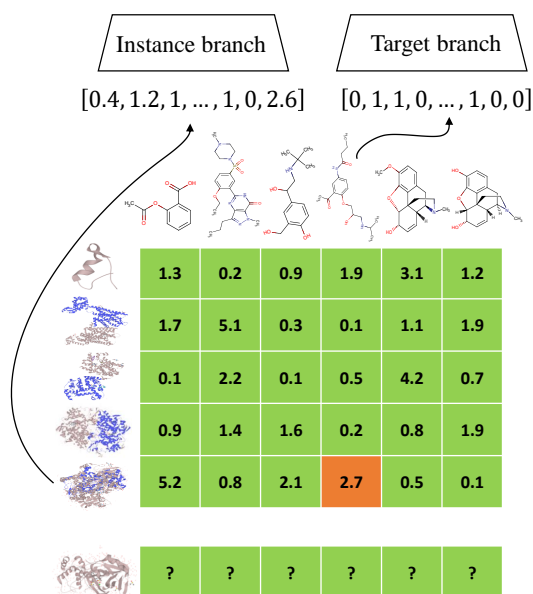 Instance branch
Target branch
[0.4, 1.2, 1, ..., 1, 0, 2.6]
[0, 1, 1, 0, ..., 1, 0, 0]
1.3 0.2 0.9 1.9 3.1 1.2
1.7 5.1 0.3 0.1 1.1 1.9
0.1 2.2 0.1 0.5 4.2 0.7
0.9 1.4 1.6 0.2 0.8 1.9
5.2 0.8 2.1 2.7 0.5 0.1
? ? ? ? ? ?